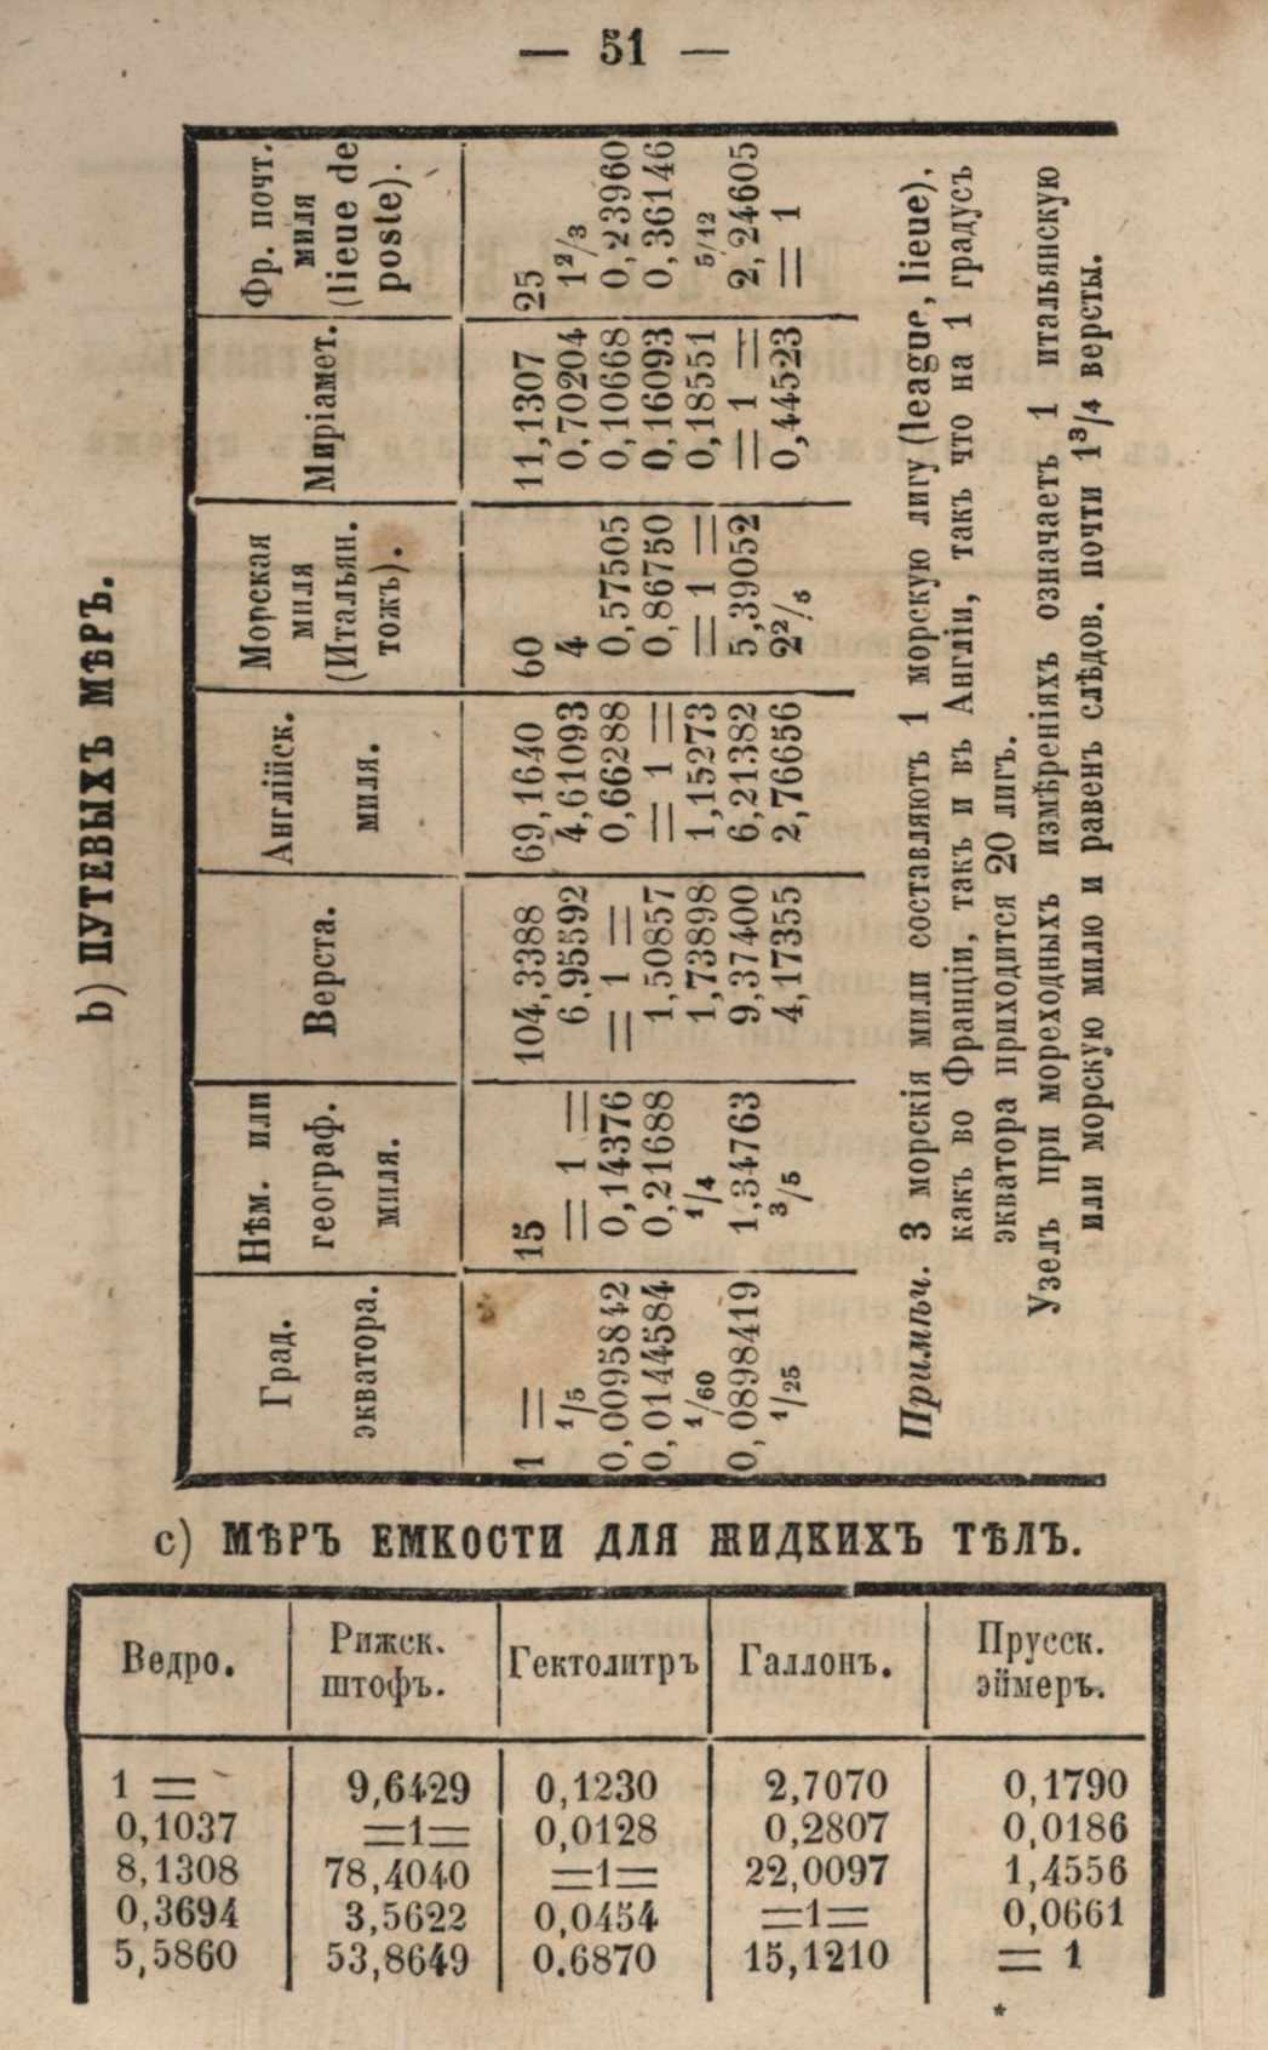 — 51 —
b) ПУТЕВЫХЪ МѢРЪ.
Град. экватора. | Нѣм. или географ. миля. | Верста. | Англійск. миля. | Морская миля (Итальян. тожъ). | Миріамет. | Фр. почт. миля (lieue de poste).
1 = | 15 | 104,3388 | 69,1640 | 60 | 11,1307 | 25
1/5 | = 1 = | 6,95592 | 4,61093 | 4 | 0,70204 | 1 2/3
0,0095842 | 0,14376 | = 1 = | 0,66288 | 0,57505 | 0,10668 | 0,23960
0,0144584 | 0,21688 | 1,50857 | = 1 = | 0,86750 | 0,16093 | 0,36146
1/60 | 1/4 | 1,73898 | 1,15273 | = 1 = | 0,18551 | 5/12
0,0898419 | 1,34763 | 9,37400 | 6,21382 | 5,39052 | = 1 = | 2,24605
1/25 | 3/5 | 4,17355 | 2,76656 | 2 2/5 | 0,44523 | = 1
Примѣч. 3 морскія мили составляютъ 1 морскую лигу (league, lieue),
какъ во Франціи, такъ и въ Англіи, такъ что на 1 градусъ
экватора приходится 20 лигъ.
Узелъ при мореходныхъ измѣреніяхъ означаетъ 1 итальянскую
или морскую милю и равенъ слѣдов. почти 1 3/4 версты.
c) МѢРЪ ЕМКОСТИ ДЛЯ ЖИДКИХЪ ТѢЛЪ.
Ведро. | Рижск. штофъ. | Гектолитръ | Галлонъ. | Прусск. эймеръ.
1 = | 9,6429 | 0,1230 | 2,7070 | 0,1790
0,1037 | =1= | 0,0128 | 0,2807 | 0,0186
8,1308 | 78,4040 | =1= | 22,0097 | 1,4556
0,3694 | 3,5622 | 0,0454 | =1= | 0,0661
5,5860 | 53,8649 | 0.6870 | 15,1210 | = 1
*